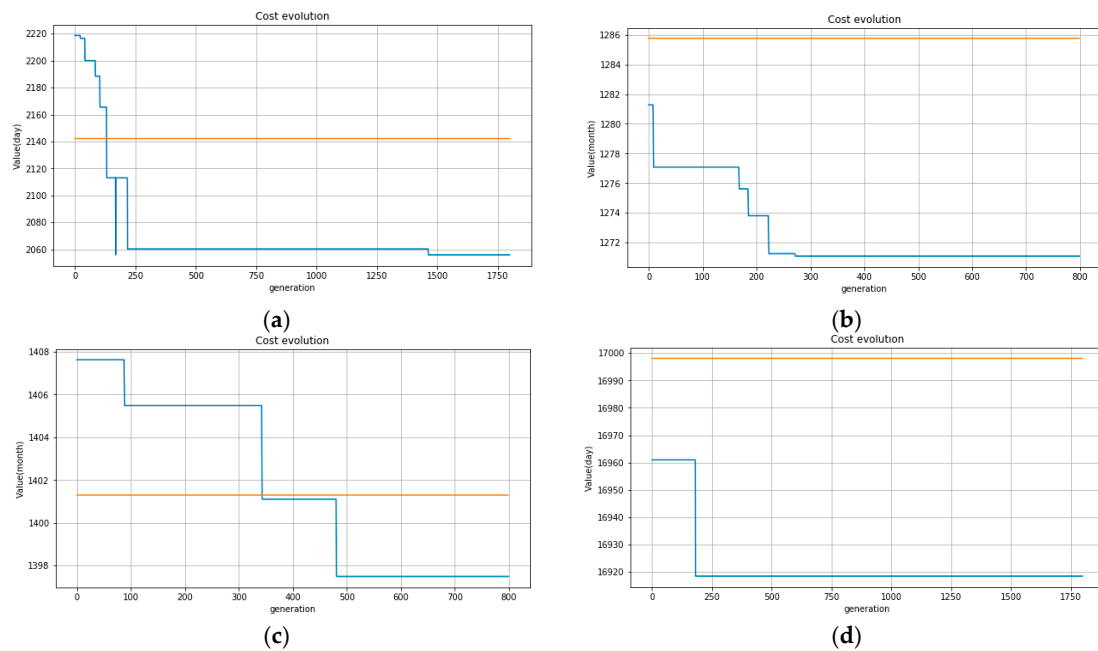 Cost evolution
Value(day)
2220
2200
2180
2160
2140
2120
2100
2080
2060
0 250 500 750 1000 1250 1500 1750
generation
(a)
Cost evolution
Value(month)
1286
1284
1282
1280
1278
1276
1274
1272
0 100 200 300 400 500 600 700 800
generation
(b)
Cost evolution
Value(month)
1408
1406
1404
1402
1400
1398
0 100 200 300 400 500 600 700 800
generation
(c)
Cost evolution
Value(day)
17000
16990
16980
16970
16960
16950
16940
16930
16920
0 250 500 750 1000 1250 1500 1750
generation
(d)